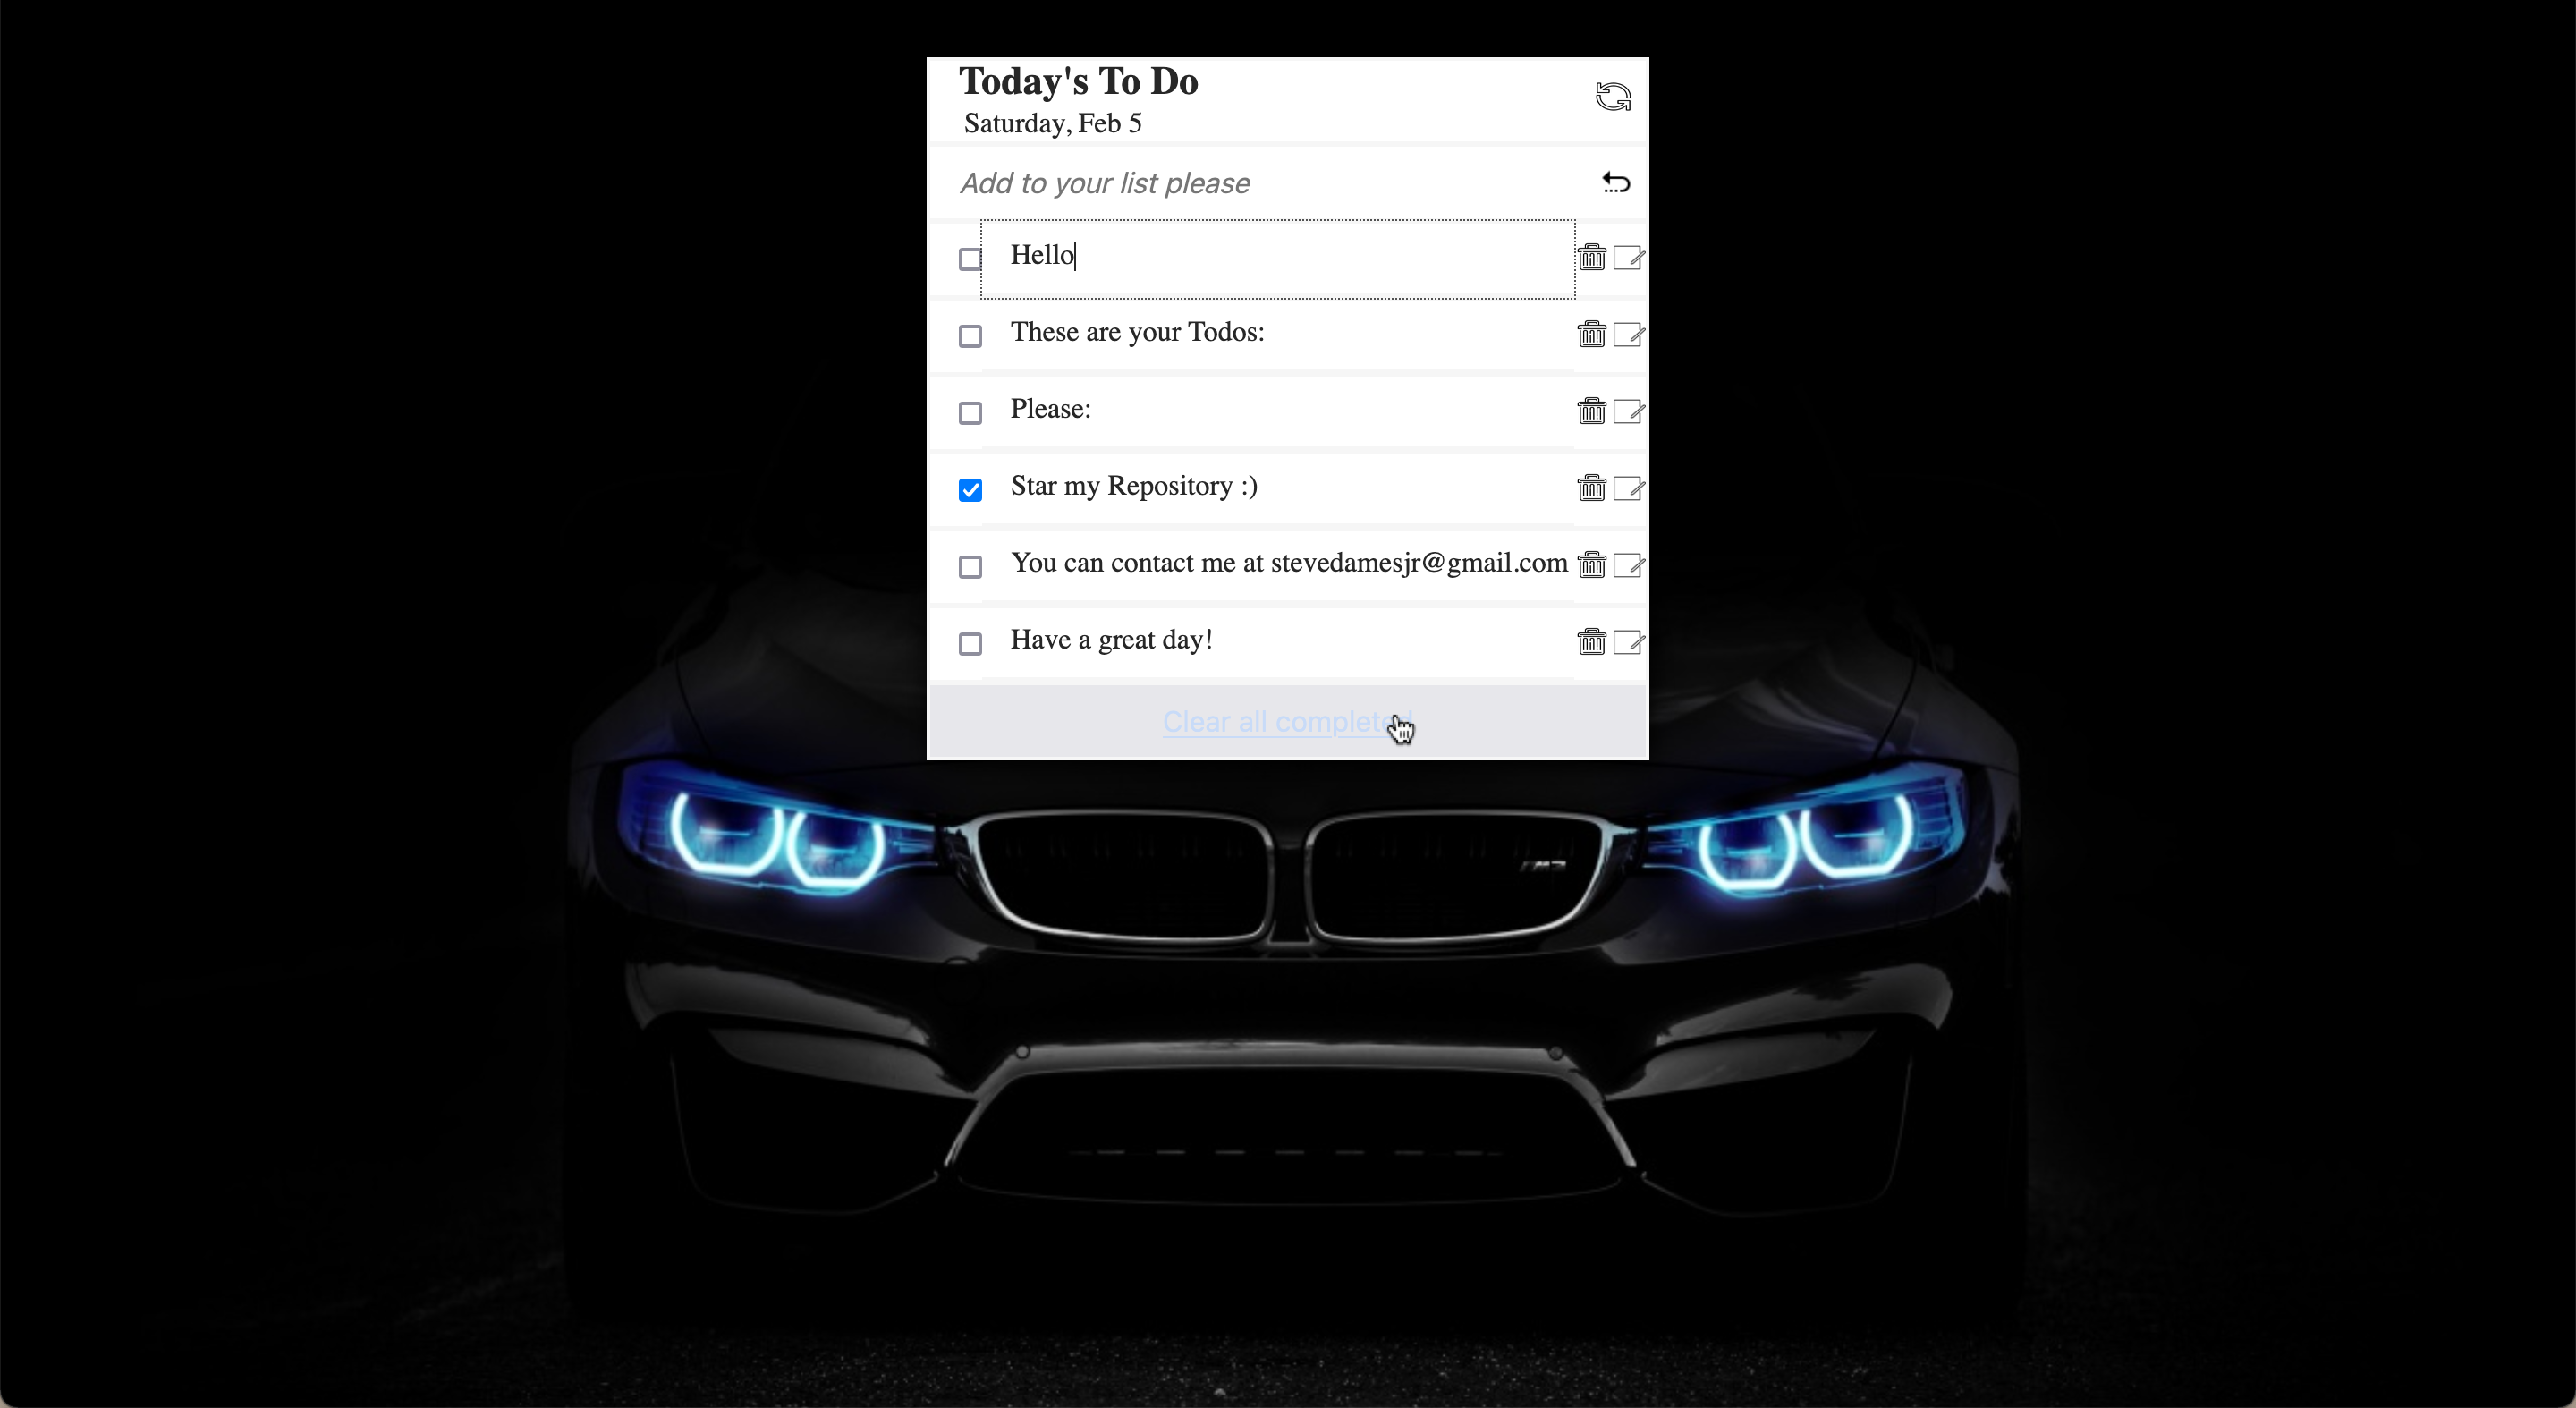 Today's To Do
Saturday, Feb 5
Add to your list please
Hello
These are your Todos:
Please:
Star my Repository :)
You can contact me at stevedamesjr@gmail.com
Have a great day!
Clear all completed
M3